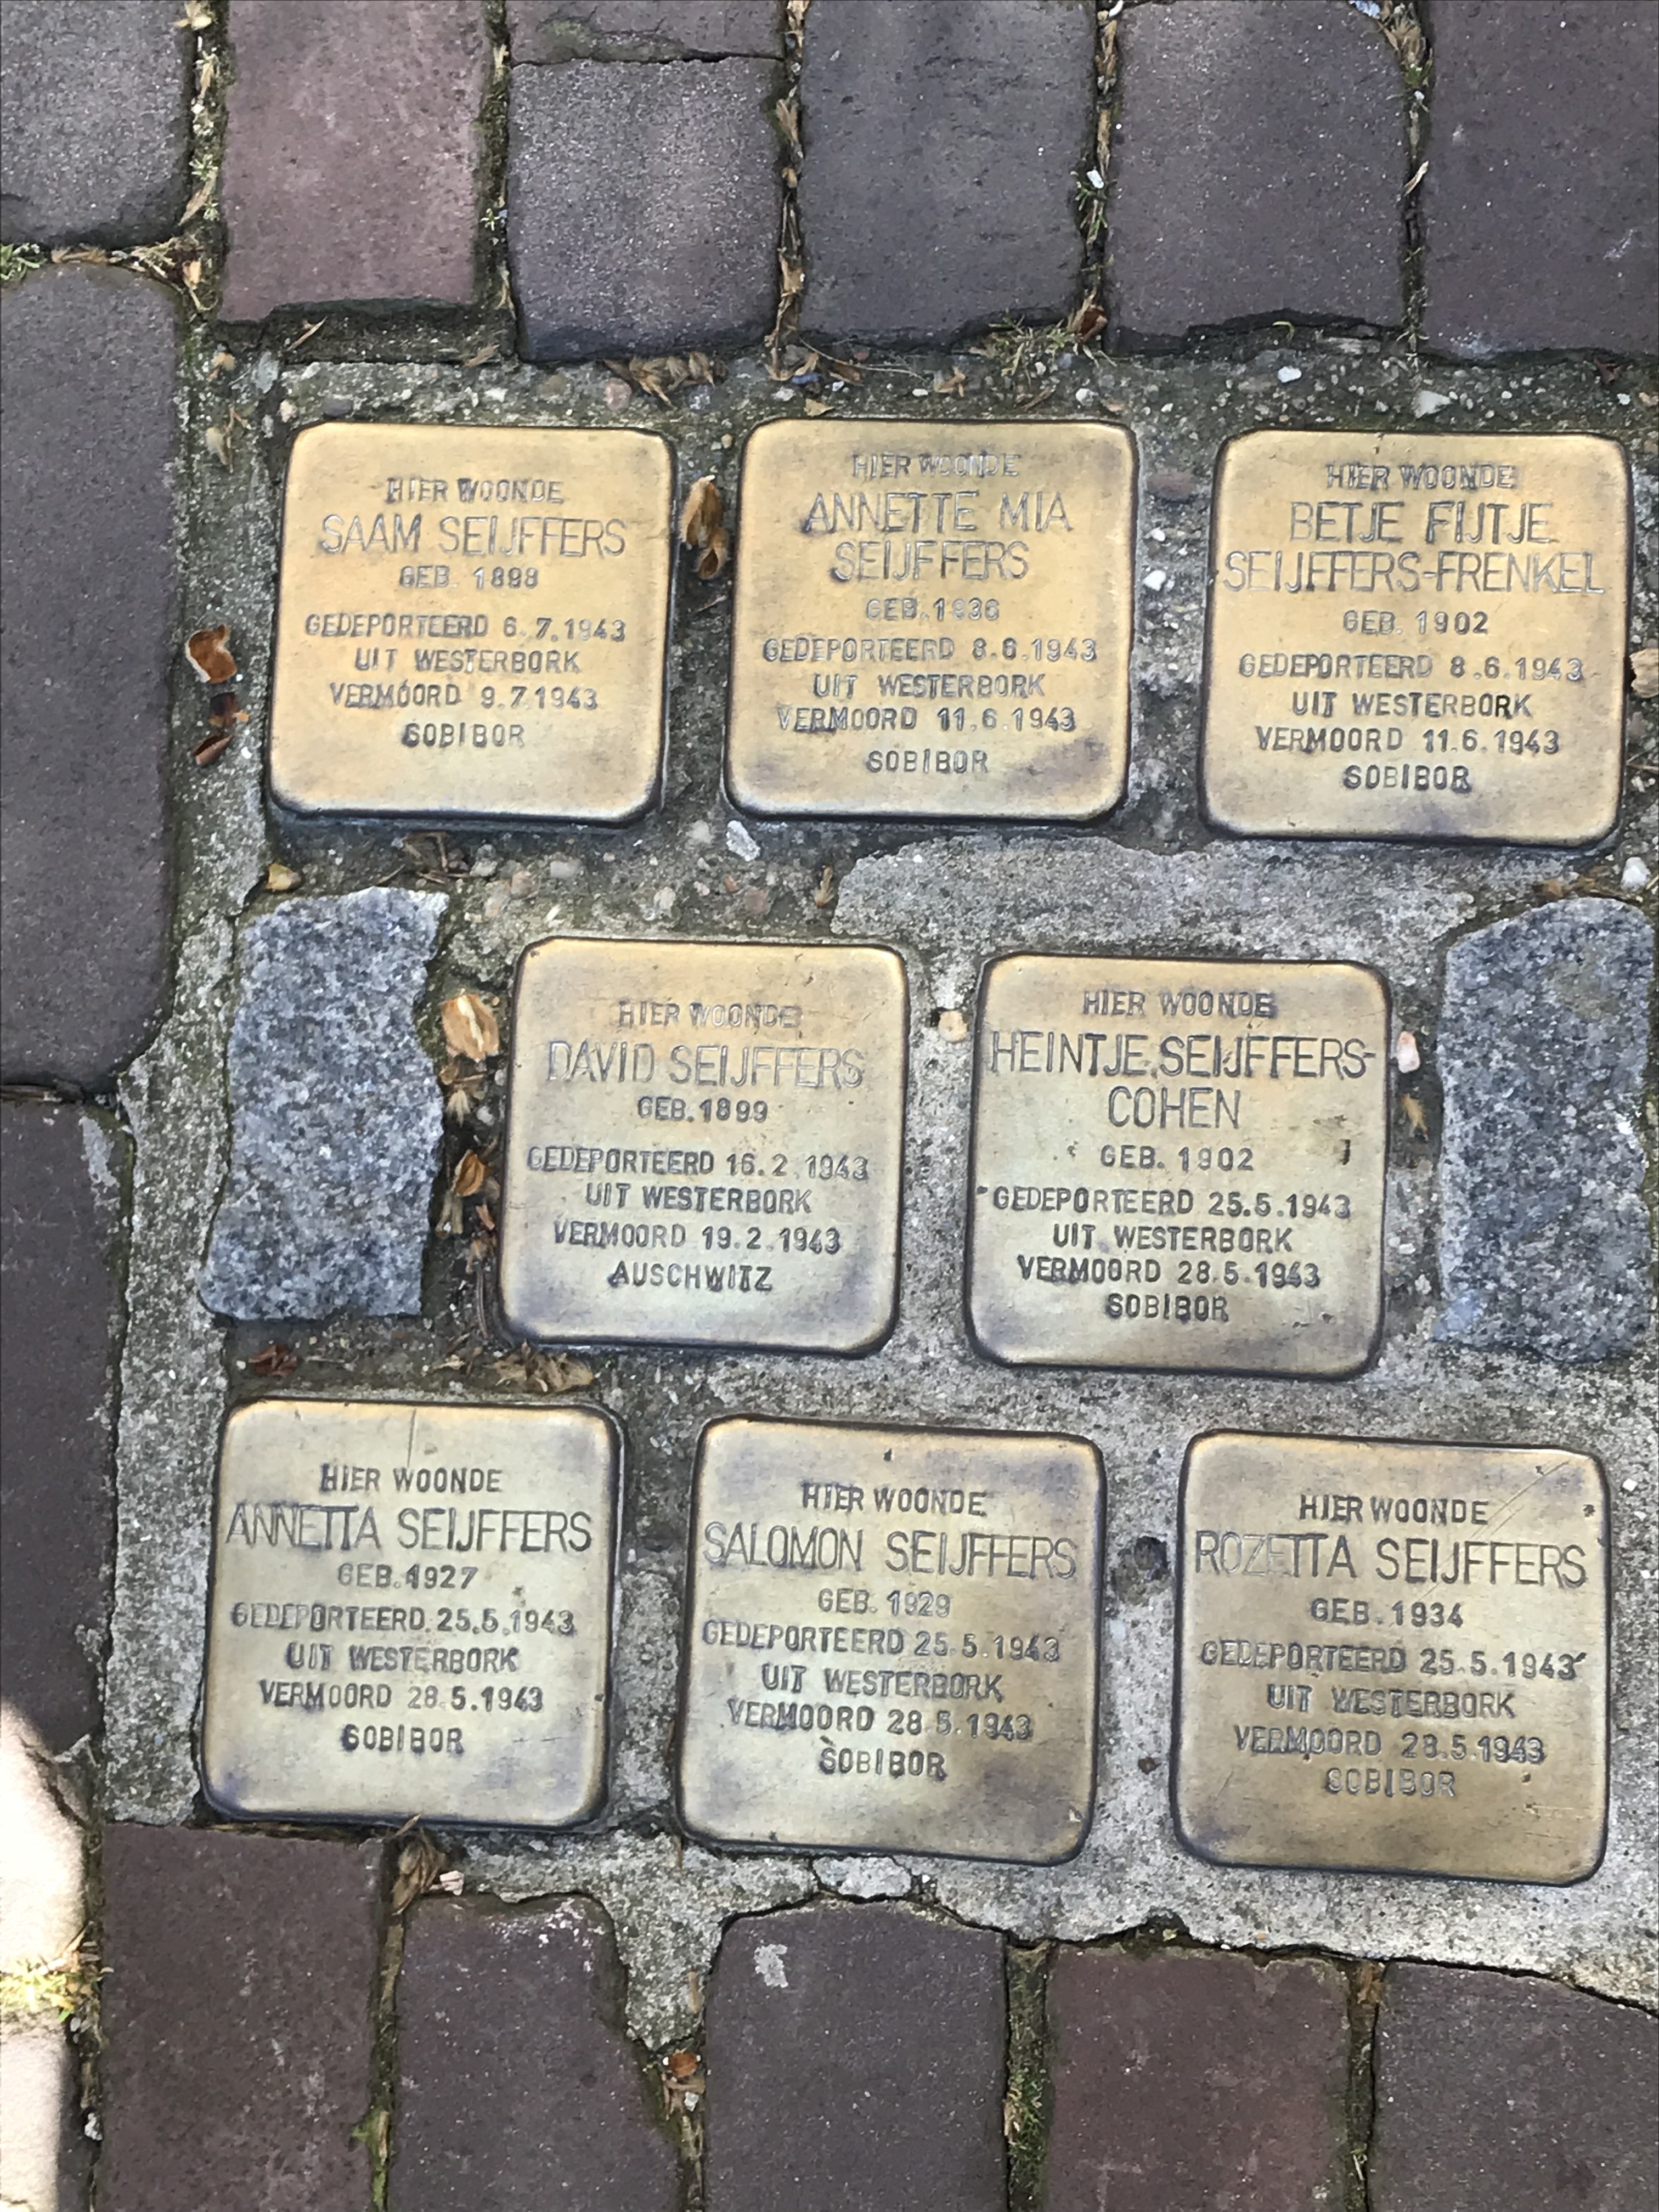 HIER WOONDE
SAAM SEIJFFERS
GEB. 1898
GEDEPORTEERD 6.7.1943
UIT WESTERBORK
VERMOORD 9.7.1943
SOBIBOR
HIER WOONDE
ANNETTE MIA
SEIJFFERS
GEB. 1936
GEDEPORTEERD 8.6.1943
UIT WESTERBORK
VERMOORD 11.6.1943
SOBIBOR
HIER WOONDE
BETJE FIJTJE
SEIJFFERS-FRENKEL
GEB. 1902
GEDEPORTEERD 8.6.1943
UIT WESTERBORK
VERMOORD 11.6.1943
SOBIBOR
HIER WOONDE
DAVID SEIJFFERS
GEB. 1899
GEDEPORTEERD 16.2.1943
UIT WESTERBORK
VERMOORD 19.2.1943
AUSCHWITZ
HIER WOONDE
HEINTJE SEIJFFERS-
COHEN
GEB. 1902
GEDEPORTEERD 25.5.1943
UIT WESTERBORK
VERMOORD 28.5.1943
SOBIBOR
HIER WOONDE
ANNETTA SEIJFFERS
GEB. 1927
GEDEPORTEERD 25.5.1943
UIT WESTERBORK
VERMOORD 28.5.1943
SOBIBOR
HIER WOONDE
SALOMON SEIJFFERS
GEB. 1929
GEDEPORTEERD 25.5.1943
UIT WESTERBORK
VERMOORD 28.5.1943
SOBIBOR
HIER WOONDE
ROZETTA SEIJFFERS
GEB. 1934
GEDEPORTEERD 25.5.1943
UIT WESTERBORK
VERMOORD 28.5.1943
SOBIBOR